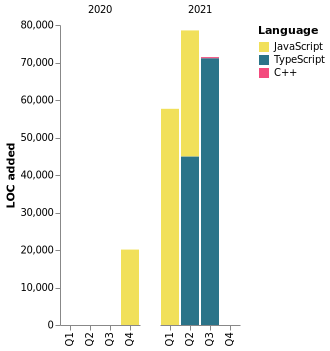 2020 2021
Language
JavaScript
TypeScript
C++
LOC added
80,000
70,000
60,000
50,000
40,000
30,000
20,000
10,000
0
Q1 Q2 Q3 Q4 Q1 Q2 Q3 Q4